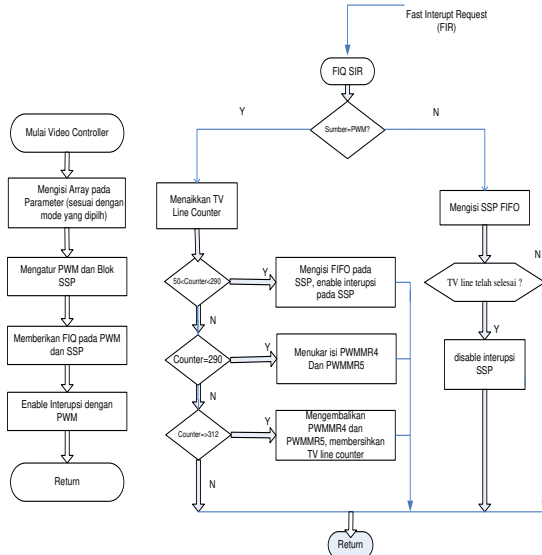 Fast Interupt Request
(FIR)
FIQ SIR
Sumber=PWM?
Y
N
Mulai Video Controller
Mengisi Array pada
Parameter (sesuai dengan
mode yang dipilh)
Mengatur PWM dan Blok
SSP
Memberikan FIQ pada PWM
dan SSP
Enable Interupsi dengan
PWM
Return
Menaikkan TV
Line Counter
50<Counter<290
Y
Mengisi FIFO pada
SSP, enable interupsi
pada SSP
N
Counter=290
Y
Menukar isi PWMMR4
Dan PWMMR5
N
Counter=>312
Y
Mengembalikan
PWMMR4 dan
PWMMR5, membersihkan
TV line counter
N
Mengisi SSP FIFO
N
TV line telah selesai ?
Y
disable interupsi
SSP
Return